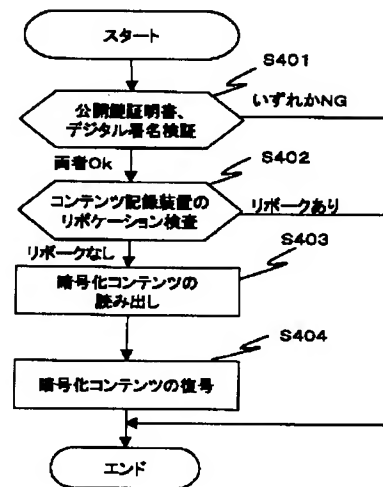 スタート
S401
公開鍵証明書、
デジタル署名検証
いずれかNG
両者Ok
S402
コンテンツ記録装置の
リボケーション検査
リボークあり
リボークなし
S403
暗号化コンテンツの
読み出し
S404
暗号化コンテンツの復号
エンド